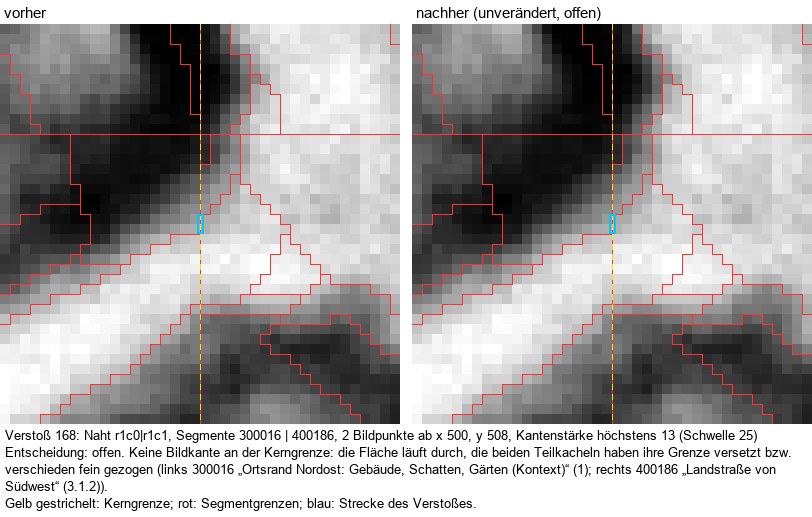 vorher
nachher (unverändert, offen)
Verstoß 168: Naht r1c0|r1c1, Segmente 300016 | 400186, 2 Bildpunkte ab x 500, y 508, Kantenstärke höchstens 13 (Schwelle 25)
Entscheidung: offen. Keine Bildkante an der Kerngrenze: die Fläche läuft durch, die beiden Teilkacheln haben ihre Grenze versetzt bzw.
verschieden fein gezogen (links 300016 „Ortsrand Nordost: Gebäude, Schatten, Gärten (Kontext)“ (1); rechts 400186 „Landstraße von
Südwest“ (3.1.2)).
Gelb gestrichelt: Kerngrenze; rot: Segmentgrenzen; blau: Strecke des Verstoßes.